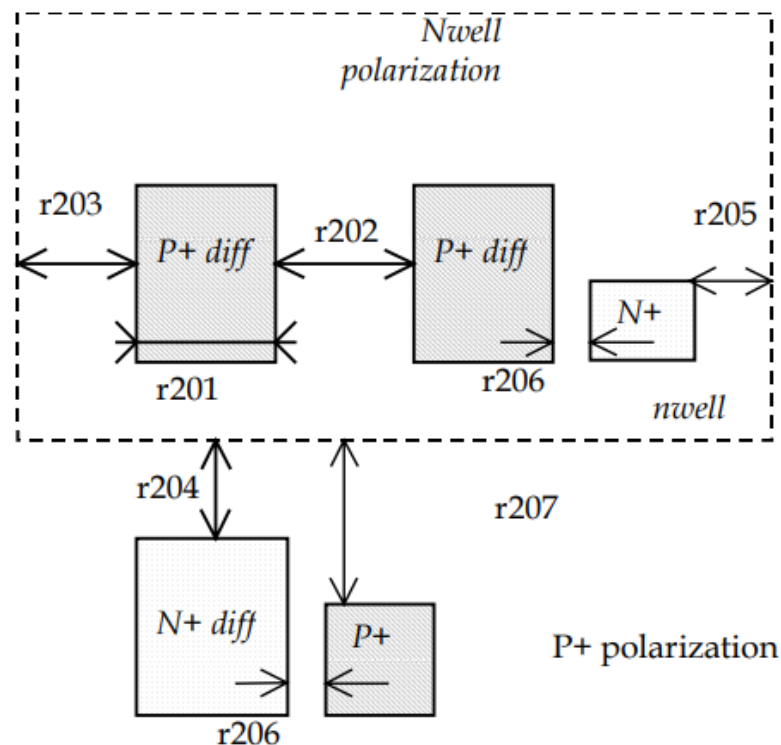 Nwell
polarization
r203
P+ diff
r202
P+ diff
r205
N+
r201
r206
nwell
r204
r207
N+ diff
P+
P+ polarization
r206